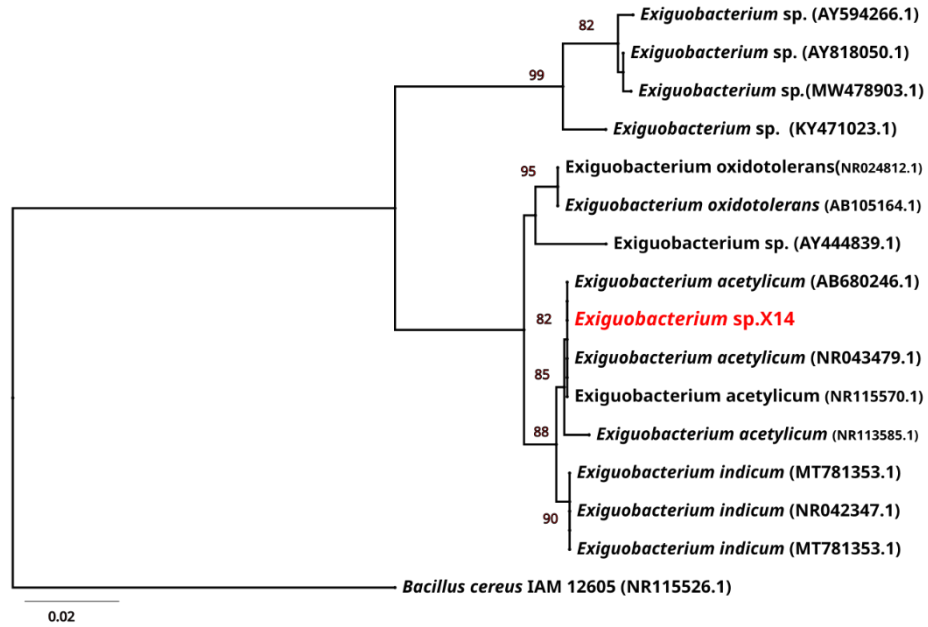 Exiguobacterium sp. (AY594266.1)
82
Exiguobacterium sp. (AY818050.1)
99
Exiguobacterium sp.(MW478903.1)
Exiguobacterium sp. (KY471023.1)
95
Exiguobacterium oxidotolerans(NR024812.1)
Exiguobacterium oxidotolerans (AB105164.1)
Exiguobacterium sp. (AY444839.1)
Exiguobacterium acetylicum (AB680246.1)
82
Exiguobacterium sp.X14
Exiguobacterium acetylicum (NR043479.1)
85
Exiguobacterium acetylicum (NR115570.1)
88
Exiguobacterium acetylicum (NR113585.1)
Exiguobacterium indicum (MT781353.1)
Exiguobacterium indicum (NR042347.1)
90
Exiguobacterium indicum (MT781353.1)
Bacillus cereus IAM 12605 (NR115526.1)
0.02